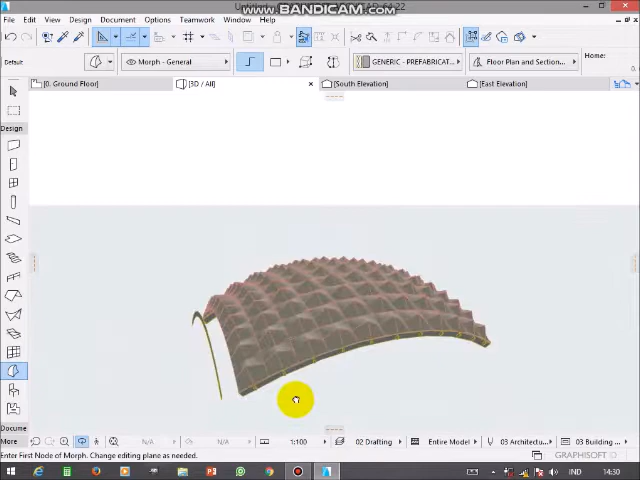 www.BANDICAM.com
File Edit View Design Document Options Teamwork Window Help
Default
Morph - General
GENERIC - PREFABRICAT...
Floor Plan and Section...
Home:
[0. Ground Floor]
[3D / All]
[South Elevation]
[East Elevation]
Design
Docume
More
N/A
N/A
1:100
02 Drafting
Entire Model
03 Architectu...
03 Building ...
Enter First Node of Morph. Change editing plane as needed.
GRAPHISOFT
IND
14:30